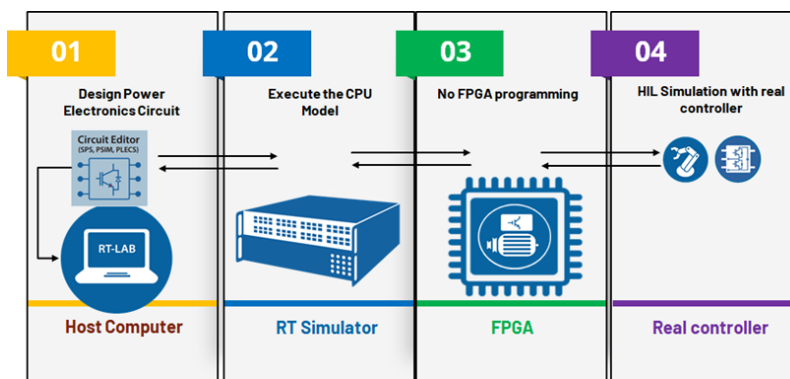 01
Design Power
Electronics Circuit
Circuit Editor
(SPS, PSIM, PLECS)
RT-LAB
Host Computer
02
Execute the CPU
Model
RT Simulator
03
No FPGA programming
FPGA
04
HIL Simulation with real
controller
Real controller